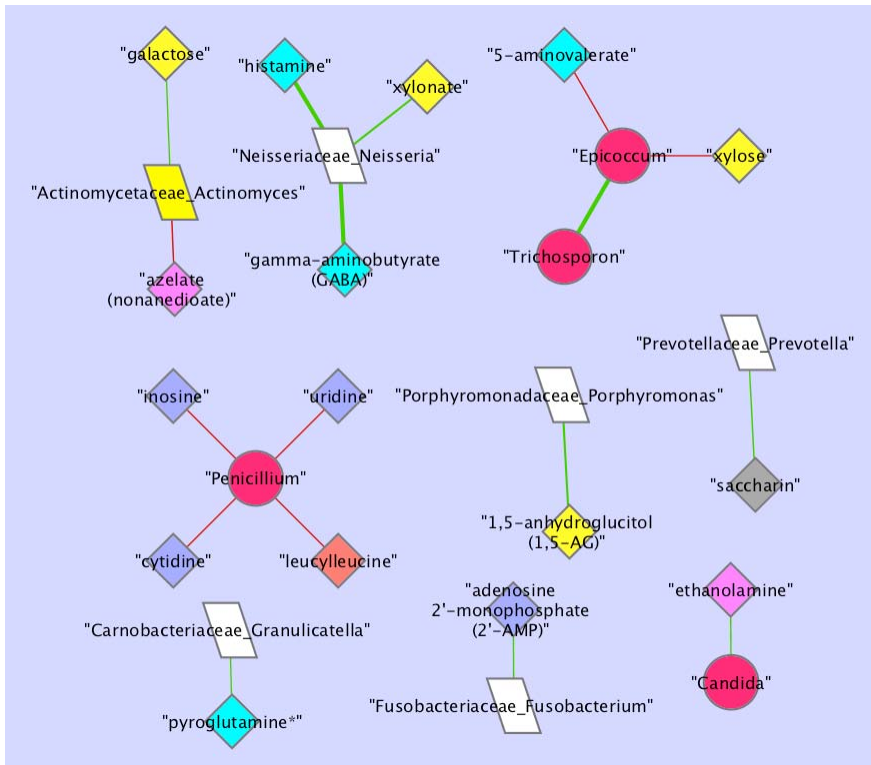 "galactose"
"histamine"
"xylonate"
"5-aminovalerate"
"Neisseriaceae_Neisseria"
"Epicoccum"
"xylose"
"Actinomycetaceae_Actinomyces"
"gamma-aminobutyrate
(GABA)"
"Trichosporon"
"azelate
(nonanedioate)"
"Prevotellaceae_Prevotella"
"inosine"
"uridine"
"Porphyromonadaceae_Porphyromonas"
"Penicillium"
"saccharin"
"1,5-anhydroglucitol
(1,5-AG)"
"cytidine"
"leucylleucine"
"adenosine
2'-monophosphate
(2'-AMP)"
"ethanolamine"
"Carnobacteriaceae_Granulicatella"
"Candida"
"Fusobacteriaceae_Fusobacterium"
"pyroglutamine*"